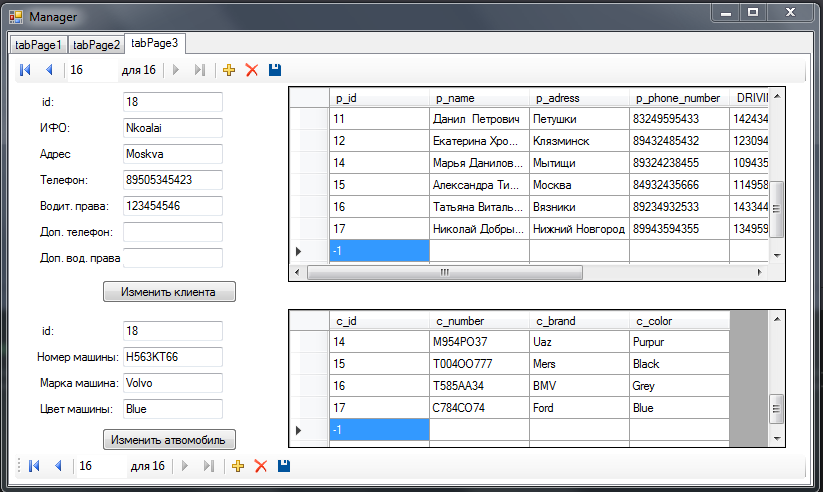 Manager
tabPage1 tabPage2 tabPage3
16 для 16
id: 18
ИФО: Nkoalai
Адрес Moskva
Телефон: 89505345423
Водит. права: 123454546
Доп. телефон:
Доп. вод. права
Изменить клиента
p_id p_name p_adress p_phone_number DRIVIN
11 Данил Петрович Петушки 83249595433 142434
12 Екатерина Хро... Клязминск 89432485432 123094
14 Марья Данилов... Мытищи 89324238455 109435
15 Александра Ти... Москва 84932435666 114958
16 Татьяна Виталь... Вязники 89234932533 143344
17 Николай Добры... Нижний Новгород 89943594355 134959
-1
id: 18
Номер машины: H563KT66
Марка машина: Volvo
Цвет машины: Blue
Изменить атвомобиль
c_id c_number c_brand c_color
14 M954PO37 Uaz Purpur
15 T004OO777 Mers Black
16 T585AA34 BMV Grey
17 C784CO74 Ford Blue
-1
16 для 16